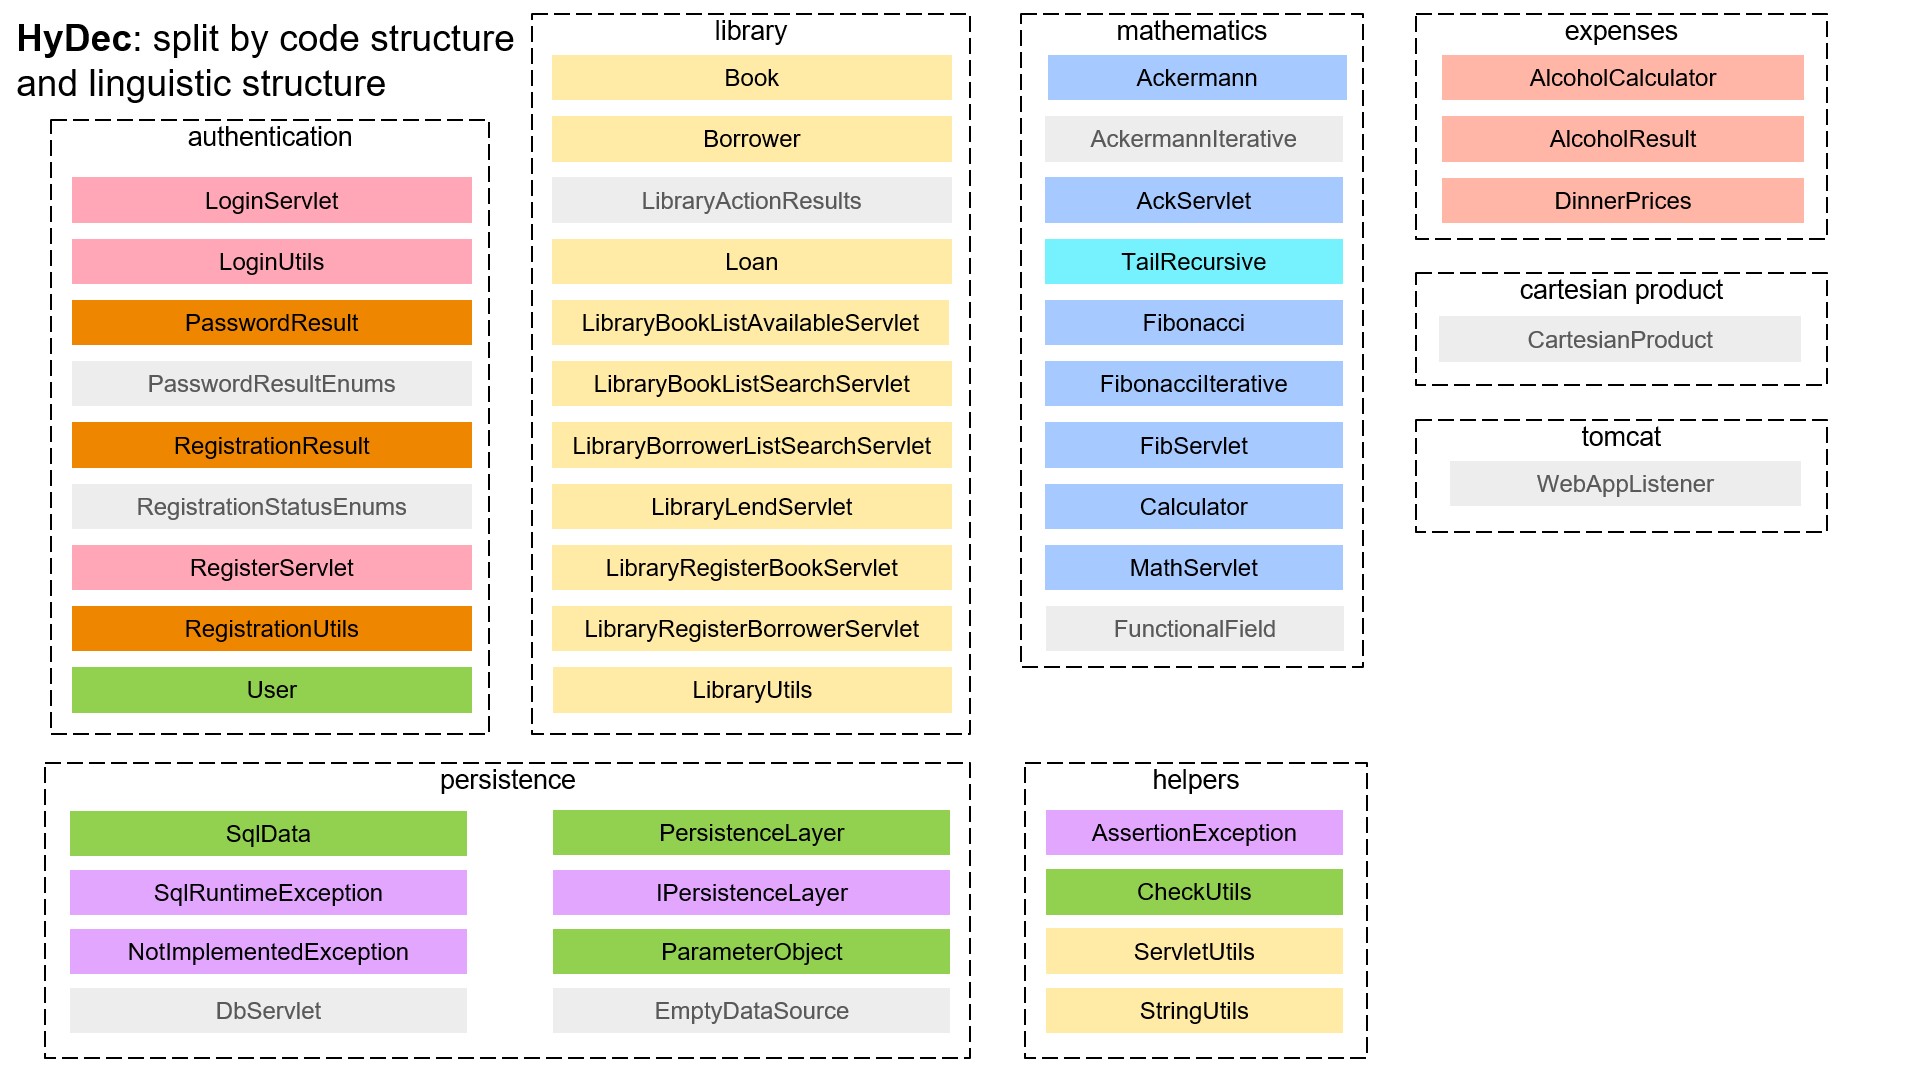 HyDec: split by code structure
and linguistic structure
authentication
LoginServlet
LoginUtils
PasswordResult
PasswordResultEnums
RegistrationResult
RegistrationStatusEnums
RegisterServlet
RegistrationUtils
User
library
Book
Borrower
LibraryActionResults
Loan
LibraryBookListAvailableServlet
LibraryBookListSearchServlet
LibraryBorrowerListSearchServlet
LibraryLendServlet
LibraryRegisterBookServlet
LibraryRegisterBorrowerServlet
LibraryUtils
mathematics
Ackermann
AckermannIterative
AckServlet
TailRecursive
Fibonacci
FibonacciIterative
FibServlet
Calculator
MathServlet
FunctionalField
expenses
AlcoholCalculator
AlcoholResult
DinnerPrices
cartesian product
CartesianProduct
tomcat
WebAppListener
persistence
SqlData
SqlRuntimeException
NotImplementedException
DbServlet
PersistenceLayer
IPersistenceLayer
ParameterObject
EmptyDataSource
helpers
AssertionException
CheckUtils
ServletUtils
StringUtils